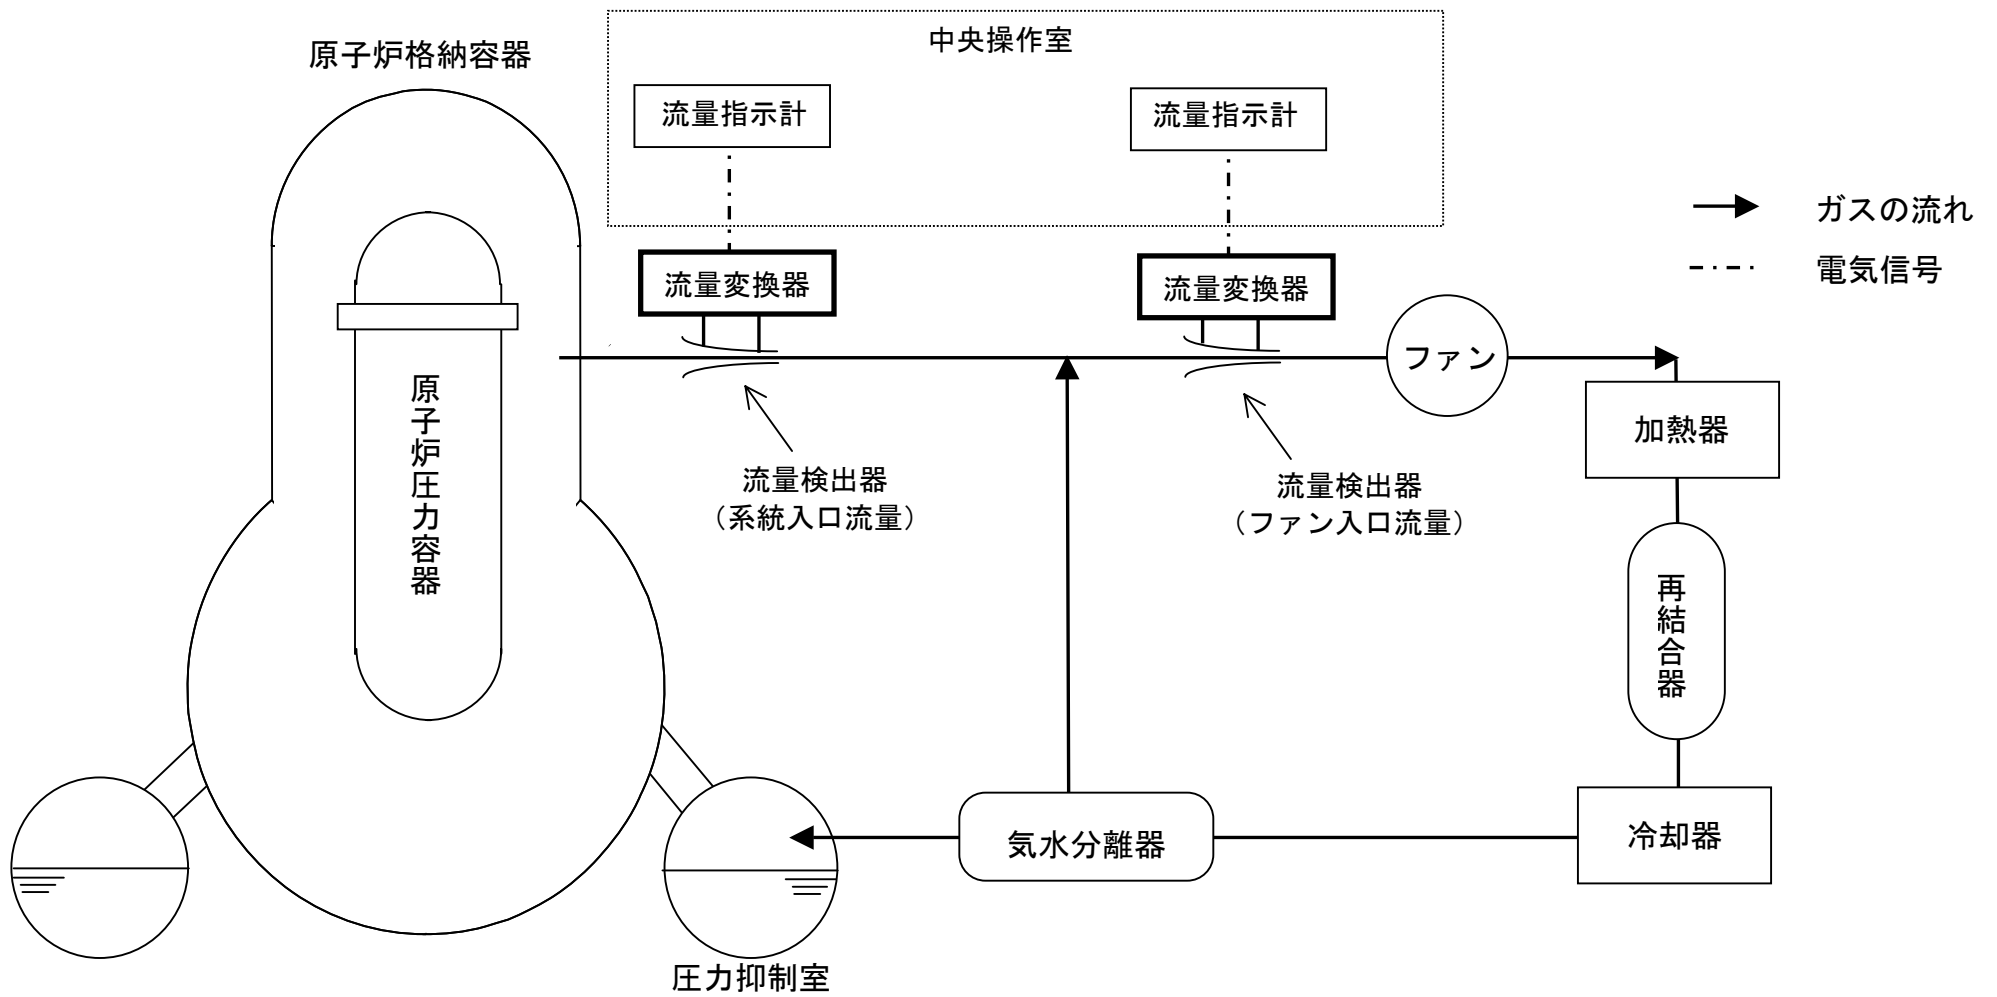 中央操作室
原子炉格納容器
流量指示計
流量指示計
ガスの流れ
電気信号
流量変換器
流量変換器
ファン
原子炉圧力容器
加熱器
流量検出器
（系統入口流量）
流量検出器
（ファン入口流量）
再結合器
気水分離器
冷却器
圧力抑制室